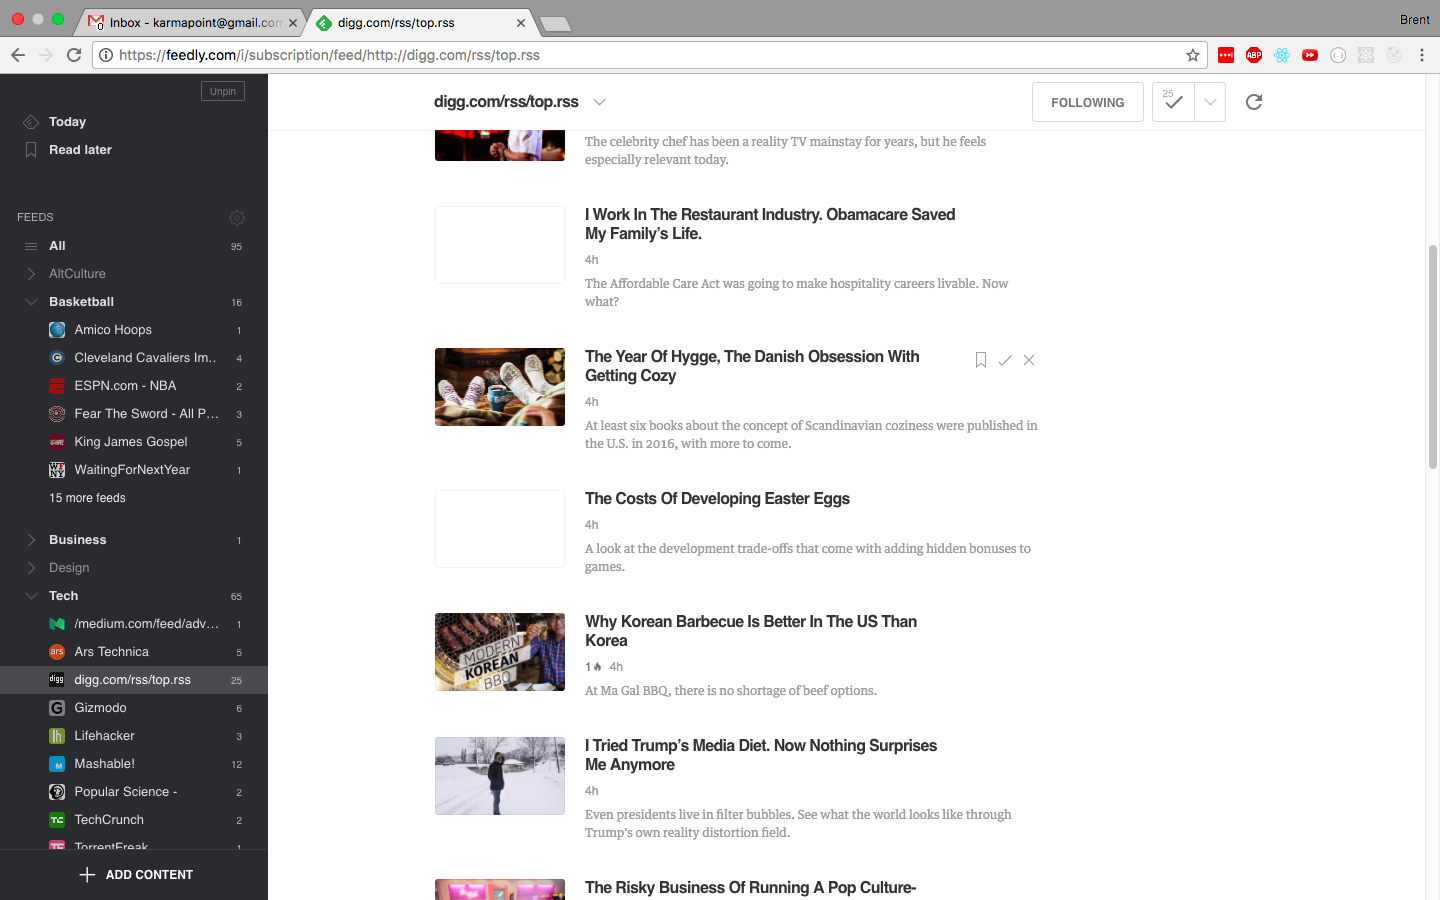 Inbox - karmapoint@gmail.com
digg.com/rss/top.rss
Brent
https://feedly.com/i/subscription/feed/http://digg.com/rss/top.rss
ABP
Unpin
Today
Read later
FEEDS
All 95
AltCulture
Basketball 16
Amico Hoops 1
Cleveland Cavaliers Im.. 4
ESPN.com - NBA 2
Fear The Sword - All P... 3
King James Gospel 5
WaitingForNextYear 1
15 more feeds
Business 1
Design
Tech 65
/medium.com/feed/adv... 1
ars Ars Technica 5
digg digg.com/rss/top.rss 25
Gizmodo 6
Lifehacker 3
Mashable! 12
Popular Science - 2
TechCrunch 2
TorrentFreak 1
ADD CONTENT
digg.com/rss/top.rss
FOLLOWING
25
The celebrity chef has been a reality TV mainstay for years, but he feels
especially relevant today.
I Work In The Restaurant Industry. Obamacare Saved
My Family's Life.
4h
The Affordable Care Act was going to make hospitality careers livable. Now
what?
The Year Of Hygge, The Danish Obsession With
Getting Cozy
4h
At least six books about the concept of Scandinavian coziness were published in
the U.S. in 2016, with more to come.
The Costs Of Developing Easter Eggs
4h
A look at the development trade-offs that come with adding hidden bonuses to
games.
MODERN
KOREAN
BBQ
Why Korean Barbecue Is Better In The US Than
Korea
1 4h
At Ma Gal BBQ, there is no shortage of beef options.
I Tried Trump's Media Diet. Now Nothing Surprises
Me Anymore
4h
Even presidents live in filter bubbles. See what the world looks like through
Trump's own reality distortion field.
The Risky Business Of Running A Pop Culture-